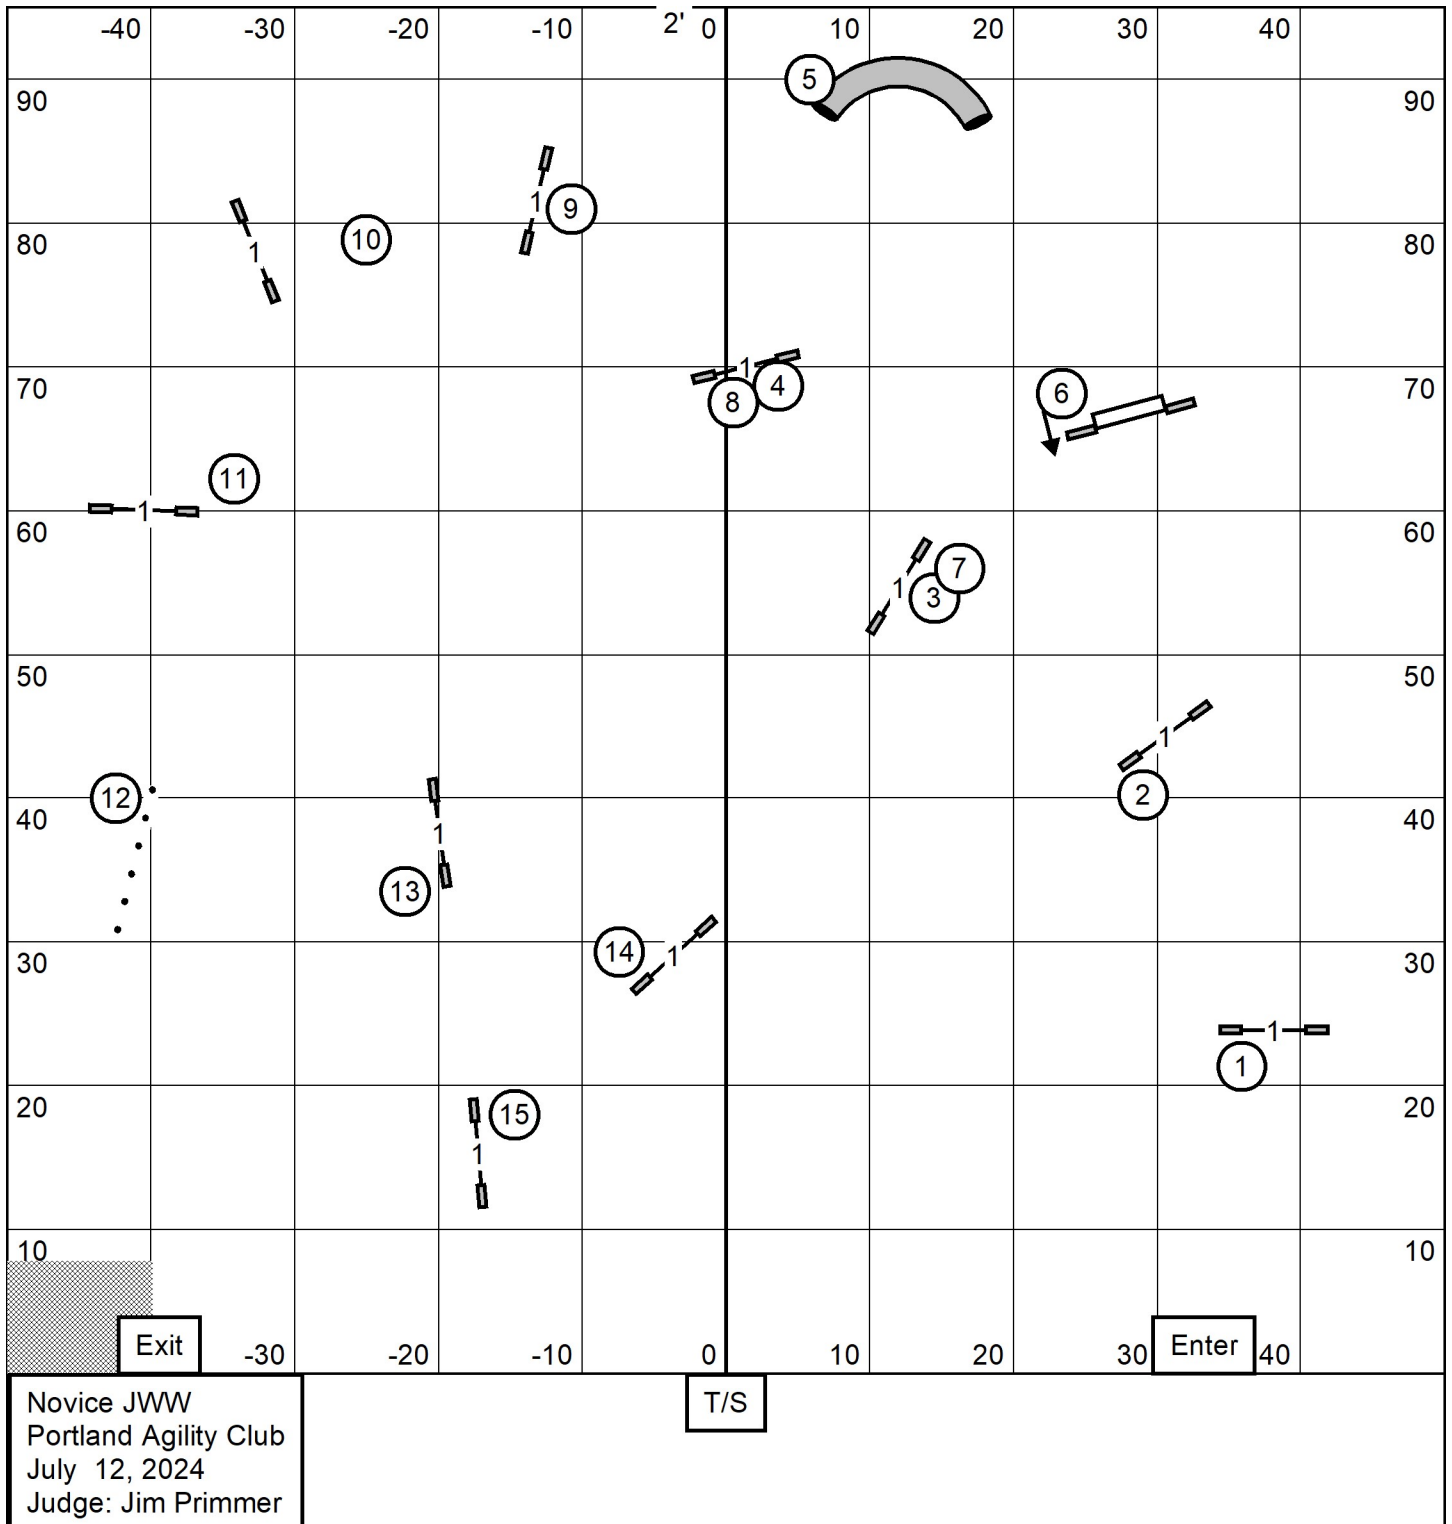 -40 -30 -20 -10 2' 0 10 20 30 40
90 5 90
1 9
80 10 1 80
70 1 70
8 4 6
11
60 1 60
7
1 3
50 50
1
2
12
40 40
1
13
30 14 1 30
1
1
20 15 20
1
10 10
Exit -30 -20 -10 0 10 20 30 Enter 40
T/S
Novice JWW
Portland Agility Club
July 12, 2024
Judge: Jim Primmer